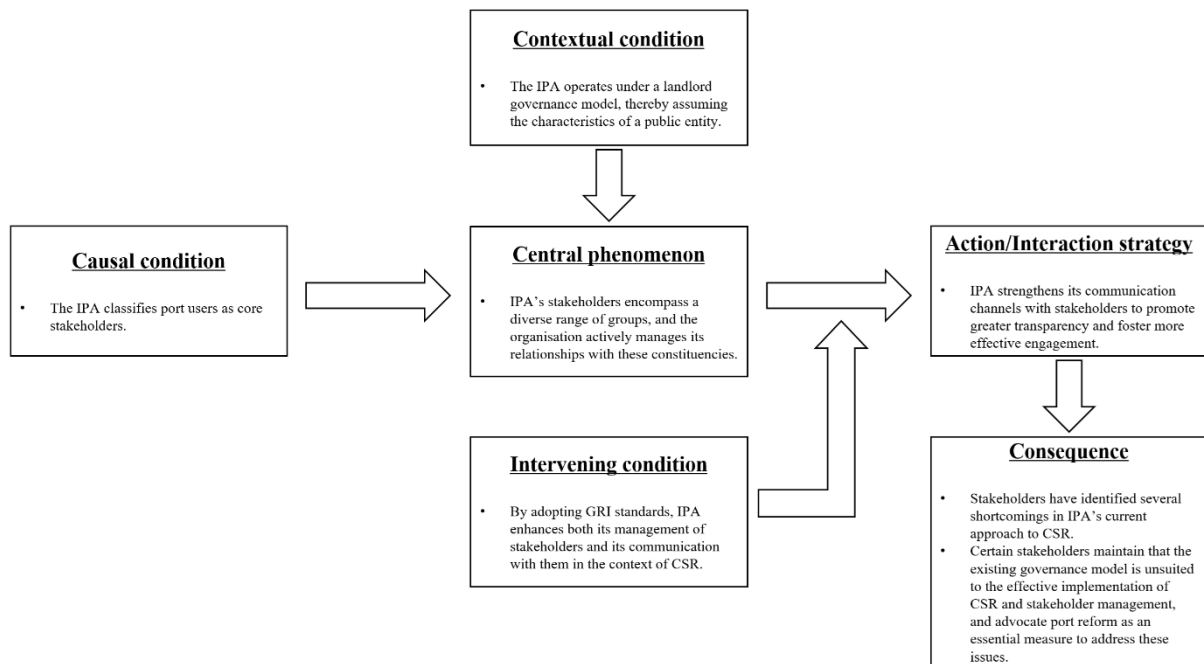 Contextual condition
• The IPA operates under a landlord
governance model, thereby assuming
the characteristics of a public entity.
Causal condition
• The IPA classifies port users as core
stakeholders.
Central phenomenon
• IPA’s stakeholders encompass a
diverse range of groups, and the
organisation actively manages its
relationships with these constituencies.
Action/Interaction strategy
• IPA strengthens its communication
channels with stakeholders to promote
greater transparency and foster more
effective engagement.
Intervening condition
• By adopting GRI standards, IPA
enhances both its management of
stakeholders and its communication
with them in the context of CSR.
Consequence
• Stakeholders have identified several
shortcomings in IPA’s current
approach to CSR.
• Certain stakeholders maintain that the
existing governance model is unsuited
to the effective implementation of
CSR and stakeholder management,
and advocate port reform as an
essential measure to address these
issues.